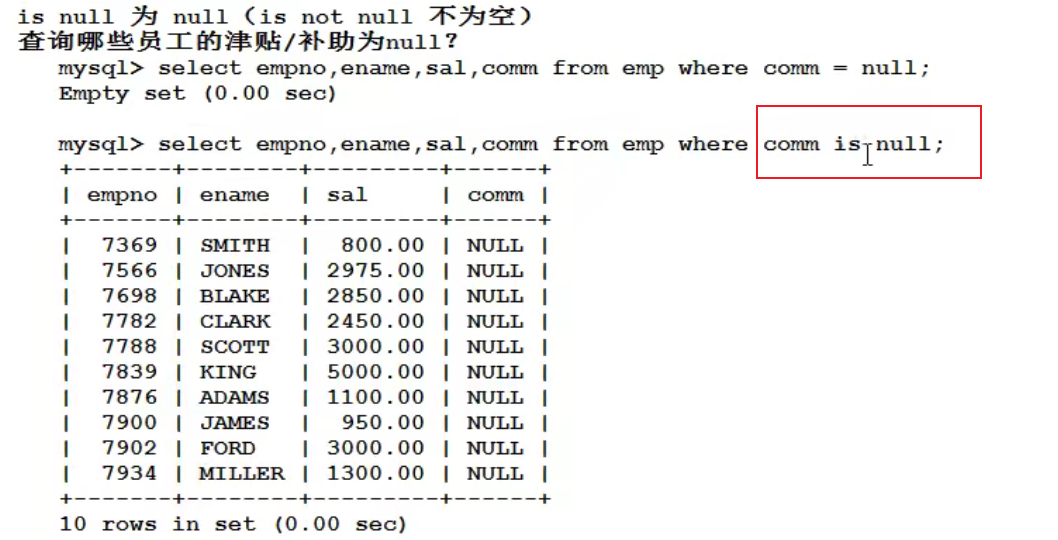 is null 为 null（is not null 不为空）
查询哪些员工的津贴/补助为null？
mysql> select empno,ename,sal,comm from emp where comm = null;
Empty set (0.00 sec)
mysql> select empno,ename,sal,comm from emp where comm is null;
+-------+--------+---------+------+
| empno | ename  | sal     | comm |
+-------+--------+---------+------+
|  7369 | SMITH  |  800.00 | NULL |
|  7566 | JONES  | 2975.00 | NULL |
|  7698 | BLAKE  | 2850.00 | NULL |
|  7782 | CLARK  | 2450.00 | NULL |
|  7788 | SCOTT  | 3000.00 | NULL |
|  7839 | KING   | 5000.00 | NULL |
|  7876 | ADAMS  | 1100.00 | NULL |
|  7900 | JAMES  |  950.00 | NULL |
|  7902 | FORD   | 3000.00 | NULL |
|  7934 | MILLER | 1300.00 | NULL |
+-------+--------+---------+------+
10 rows in set (0.00 sec)